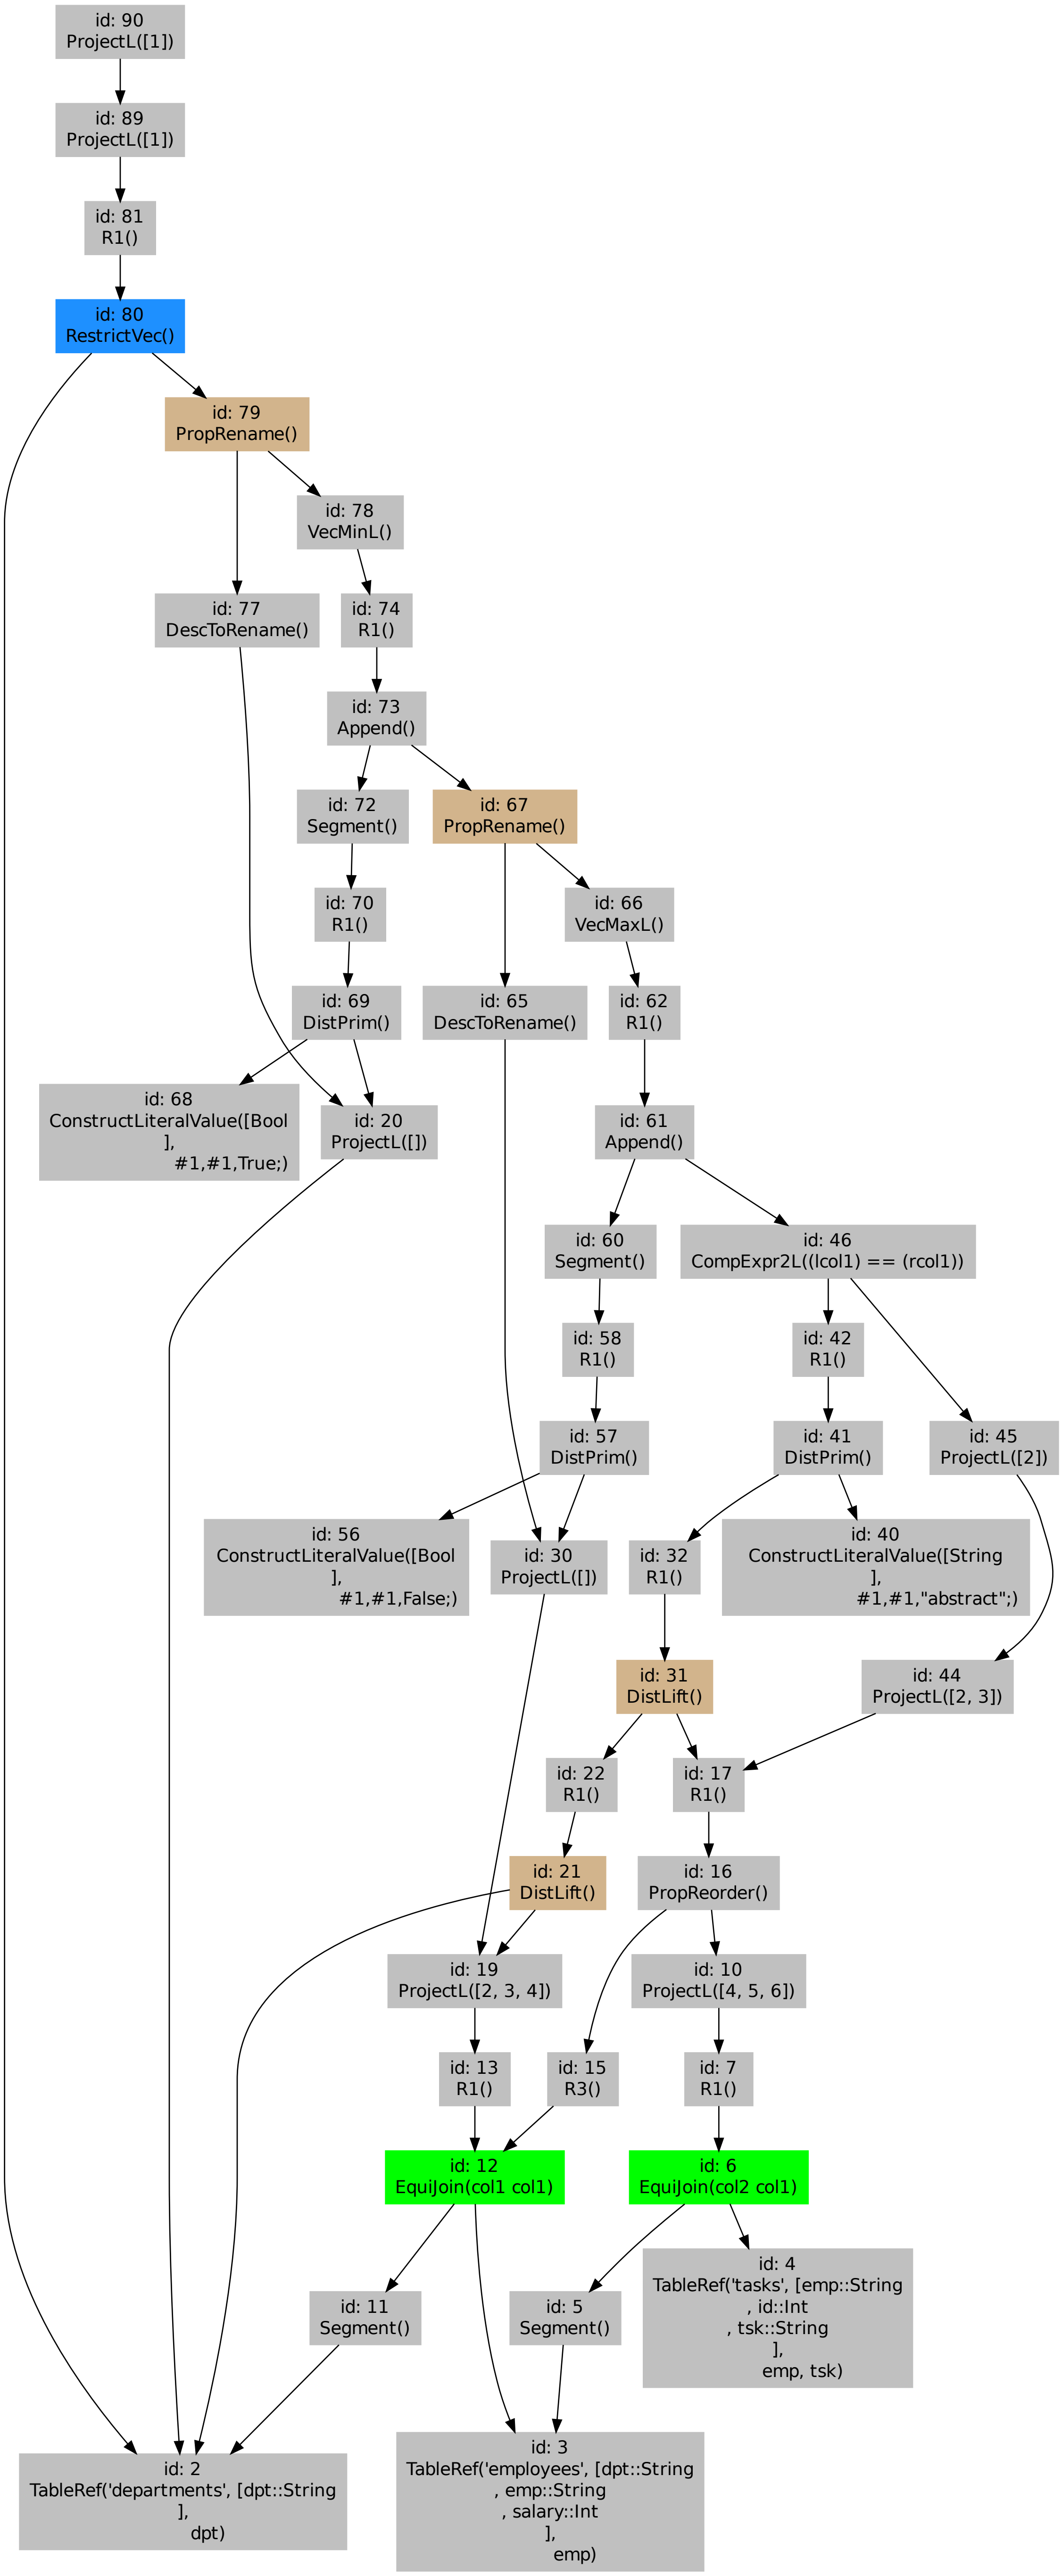 id: 90
ProjectL([1])
id: 89
ProjectL([1])
id: 81
R1()
id: 80
RestrictVec()
id: 79
PropRename()
id: 78
VecMinL()
id: 77
DescToRename()
id: 74
R1()
id: 73
Append()
id: 72
Segment()
id: 67
PropRename()
id: 70
R1()
id: 66
VecMaxL()
id: 69
DistPrim()
id: 65
DescToRename()
id: 62
R1()
id: 68
ConstructLiteralValue([Bool
],
#1,#1,True;)
id: 20
ProjectL([])
id: 61
Append()
id: 60
Segment()
id: 46
CompExpr2L((lcol1) == (rcol1))
id: 58
R1()
id: 42
R1()
id: 57
DistPrim()
id: 41
DistPrim()
id: 45
ProjectL([2])
id: 56
ConstructLiteralValue([Bool
],
#1,#1,False;)
id: 30
ProjectL([])
id: 32
R1()
id: 40
ConstructLiteralValue([String
],
#1,#1,"abstract";)
id: 31
DistLift()
id: 44
ProjectL([2, 3])
id: 22
R1()
id: 17
R1()
id: 21
DistLift()
id: 16
PropReorder()
id: 19
ProjectL([2, 3, 4])
id: 10
ProjectL([4, 5, 6])
id: 13
R1()
id: 15
R3()
id: 7
R1()
id: 12
EquiJoin(col1 col1)
id: 6
EquiJoin(col2 col1)
id: 11
Segment()
id: 5
Segment()
id: 4
TableRef('tasks', [emp::String
, id::Int
, tsk::String
],
emp, tsk)
id: 2
TableRef('departments', [dpt::String
],
dpt)
id: 3
TableRef('employees', [dpt::String
, emp::String
, salary::Int
],
emp)